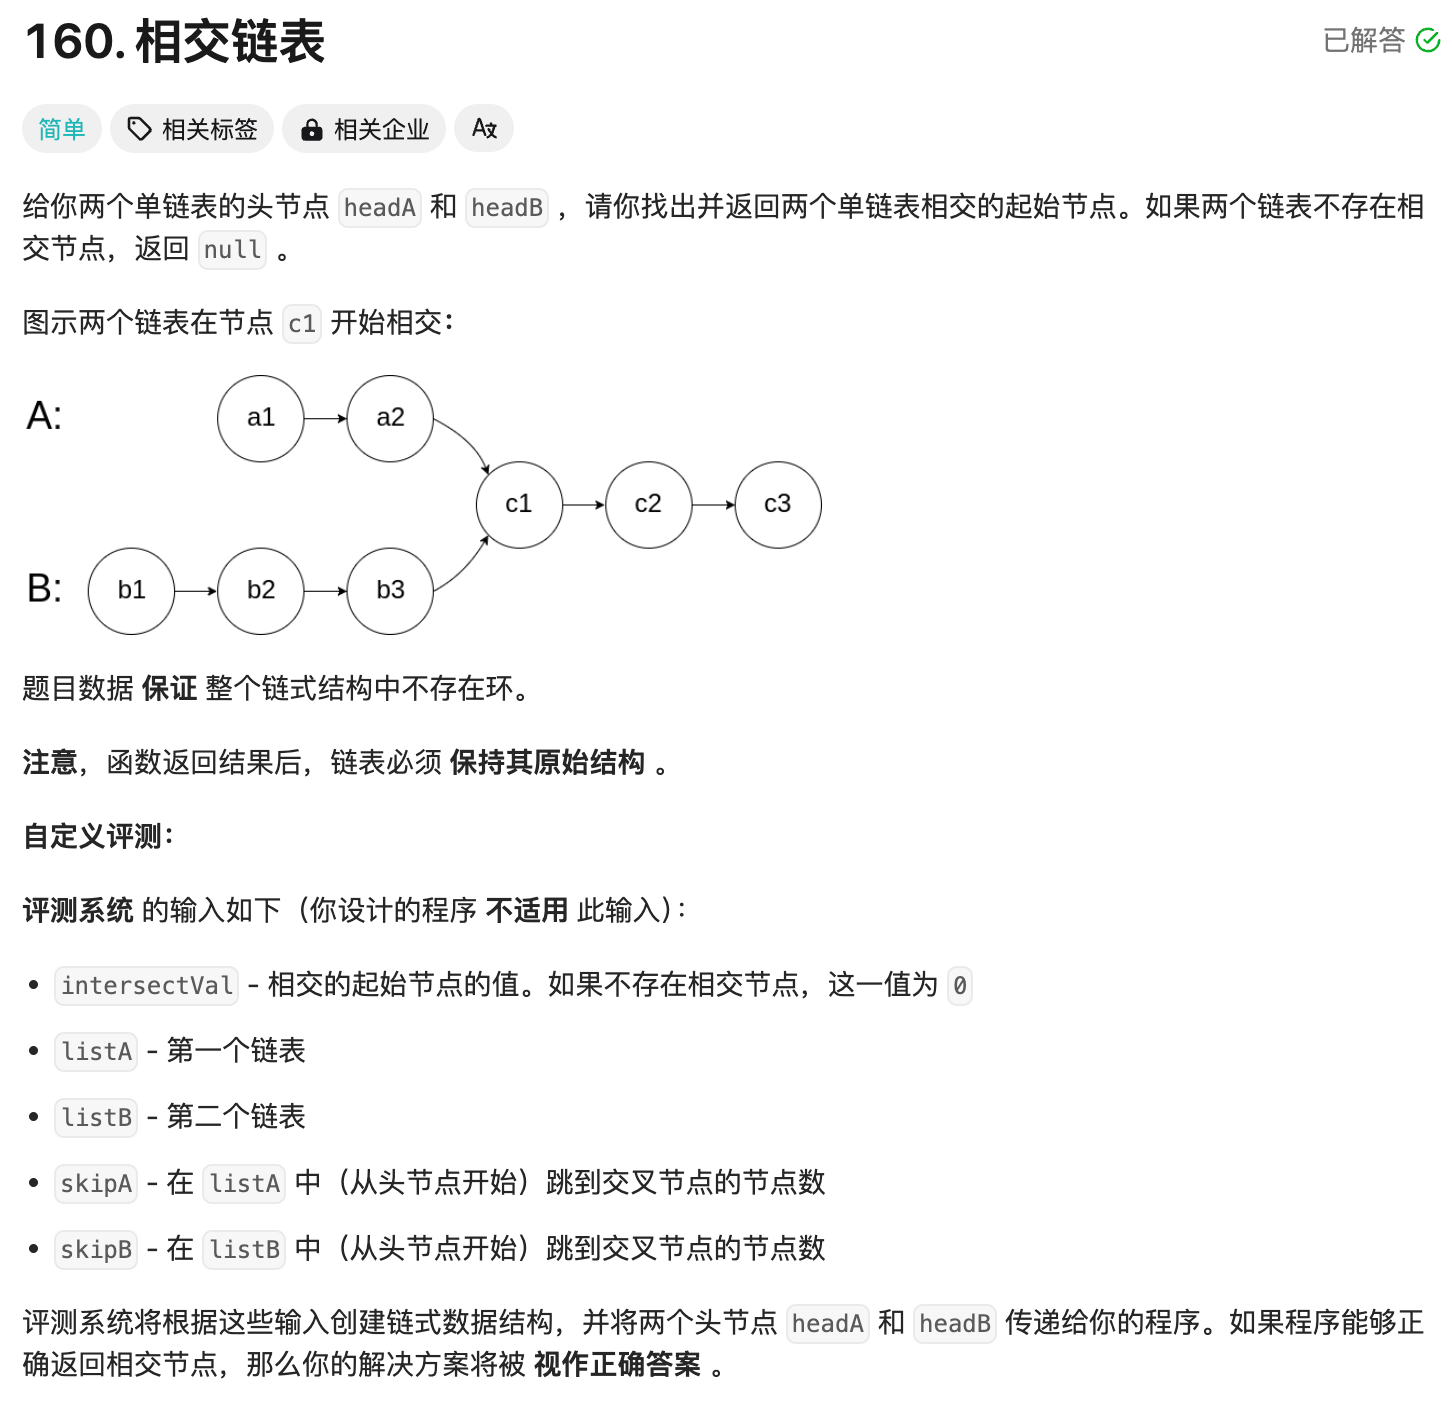 160. 相交链表
已解答
简单 相关标签 相关企业 A文
给你两个单链表的头节点 headA 和 headB ，请你找出并返回两个单链表相交的起始节点。如果两个链表不存在相
交节点，返回 null 。
图示两个链表在节点 c1 开始相交：
A: a1 a2
c1 c2 c3
B: b1 b2 b3
题目数据 保证 整个链式结构中不存在环。
注意，函数返回结果后，链表必须 保持其原始结构 。
自定义评测：
评测系统 的输入如下（你设计的程序 不适用 此输入）：
• intersectVal - 相交的起始节点的值。如果不存在相交节点，这一值为 0
• listA - 第一个链表
• listB - 第二个链表
• skipA - 在 listA 中（从头节点开始）跳到交叉节点的节点数
• skipB - 在 listB 中（从头节点开始）跳到交叉节点的节点数
评测系统将根据这些输入创建链式数据结构，并将两个头节点 headA 和 headB 传递给你的程序。如果程序能够正
确返回相交节点，那么你的解决方案将被 视作正确答案 。